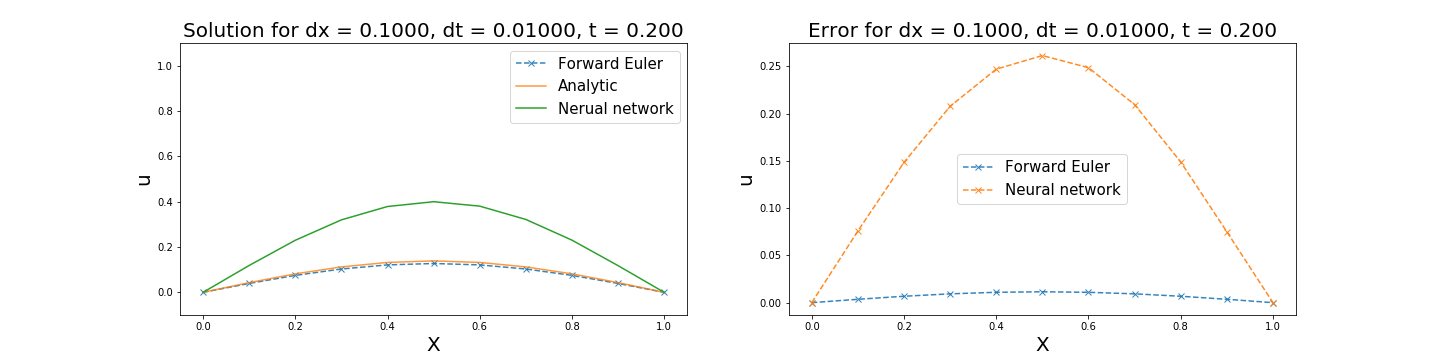 Solution for dx = 0.1000, dt = 0.01000, t = 0.200
1.0
0.8
0.6
0.4
0.2
0.0
u
Forward Euler
Analytic
Nerual network
0.0 0.2 0.4 0.6 0.8 1.0
X
Error for dx = 0.1000, dt = 0.01000, t = 0.200
0.25
0.20
0.15
0.10
0.05
0.00
u
Forward Euler
Neural network
0.0 0.2 0.4 0.6 0.8 1.0
X